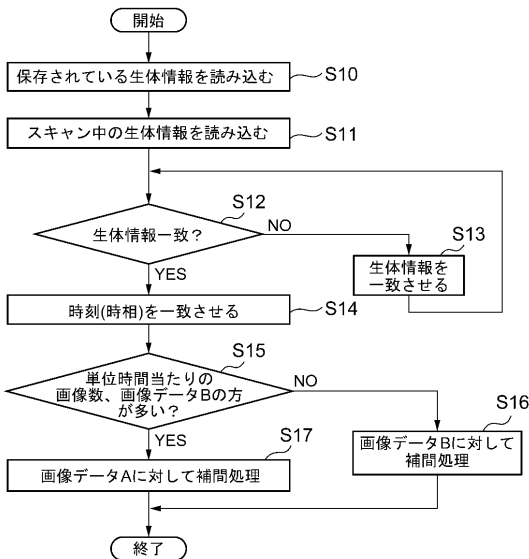 開始
保存されている生体情報を読み込む
S10
スキャン中の生体情報を読み込む
S11
S12
生体情報一致？
NO
S13
生体情報を
一致させる
YES
時刻(時相)を一致させる
S14
S15
単位時間当たりの
画像数、画像データBの方
が多い？
NO
S16
画像データBに対して
補間処理
YES
S17
画像データAに対して補間処理
終了